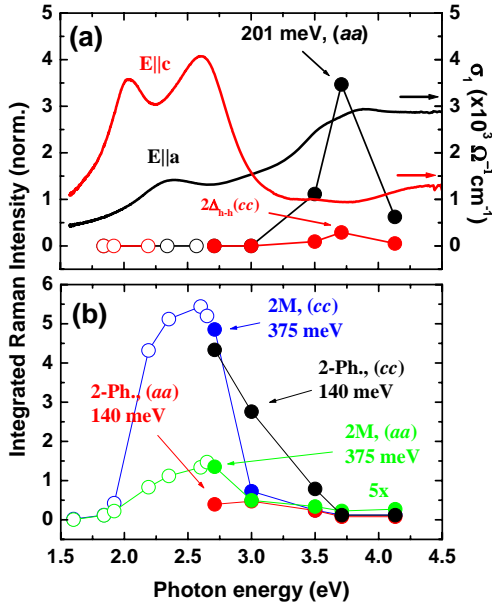 (a)
201 meV, (aa)
E||c
E||a
2Δh-h(cc)
5
4
3
2
1
0
5
4
3
2
1
0
σ1 (x10³ Ω⁻¹cm⁻¹)
Integrated Raman Intensity (norm.)
(b)
2M, (cc)
375 meV
2-Ph., (cc)
140 meV
2-Ph., (aa)
140 meV
2M, (aa)
375 meV
5x
6
5
4
3
2
1
0
1.5 2.0 2.5 3.0 3.5 4.0 4.5
Photon energy (eV)